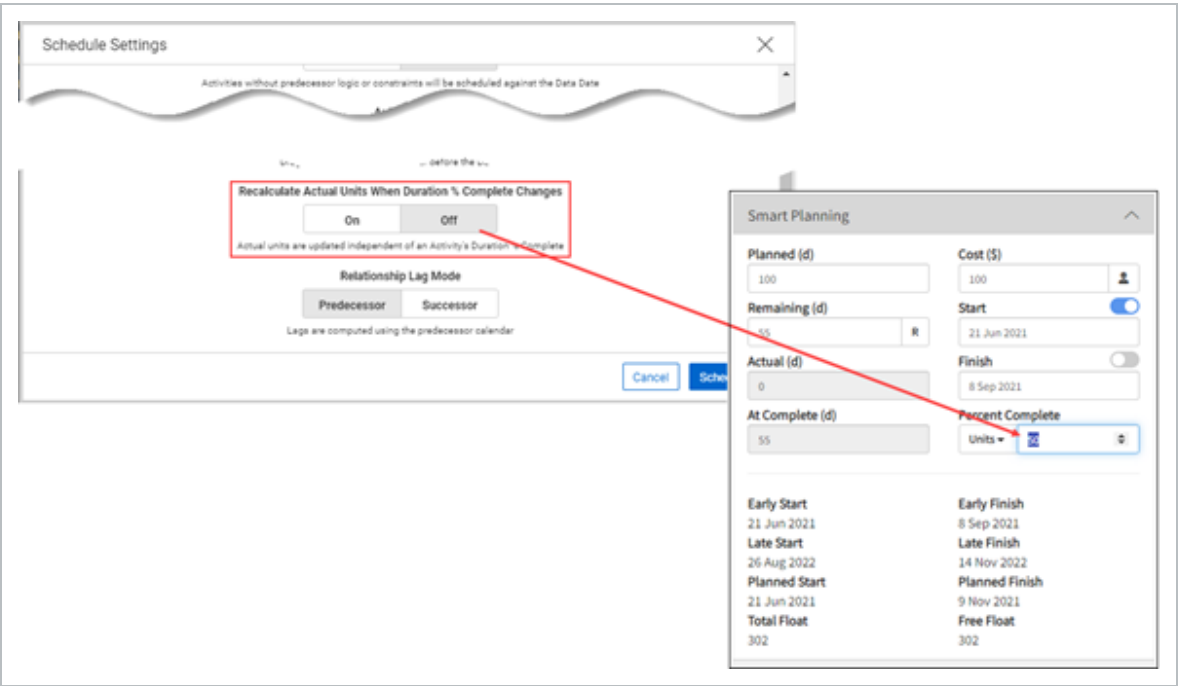 Schedule Settings
Activities without predecessor logic or constraints will be scheduled against the Data Date
before the
Recalculate Actual Units When Duration % Complete Changes
On Off
Actual units are updated independent of an Activity's Duration % Complete
Relationship Lag Mode
Predecessor Successor
Lags are computed using the predecessor calendar
Cancel
Smart Planning
Planned (d) Cost ($)
100 100
Remaining (d) Start
55 R 21 Jun 2021
Actual (d) Finish
0 8 Sep 2021
At Complete (d) Percent Complete
55 Units
Early Start Early Finish
21 Jun 2021 8 Sep 2021
Late Start Late Finish
26 Aug 2022 14 Nov 2022
Planned Start Planned Finish
21 Jun 2021 9 Nov 2021
Total Float Free Float
302 302